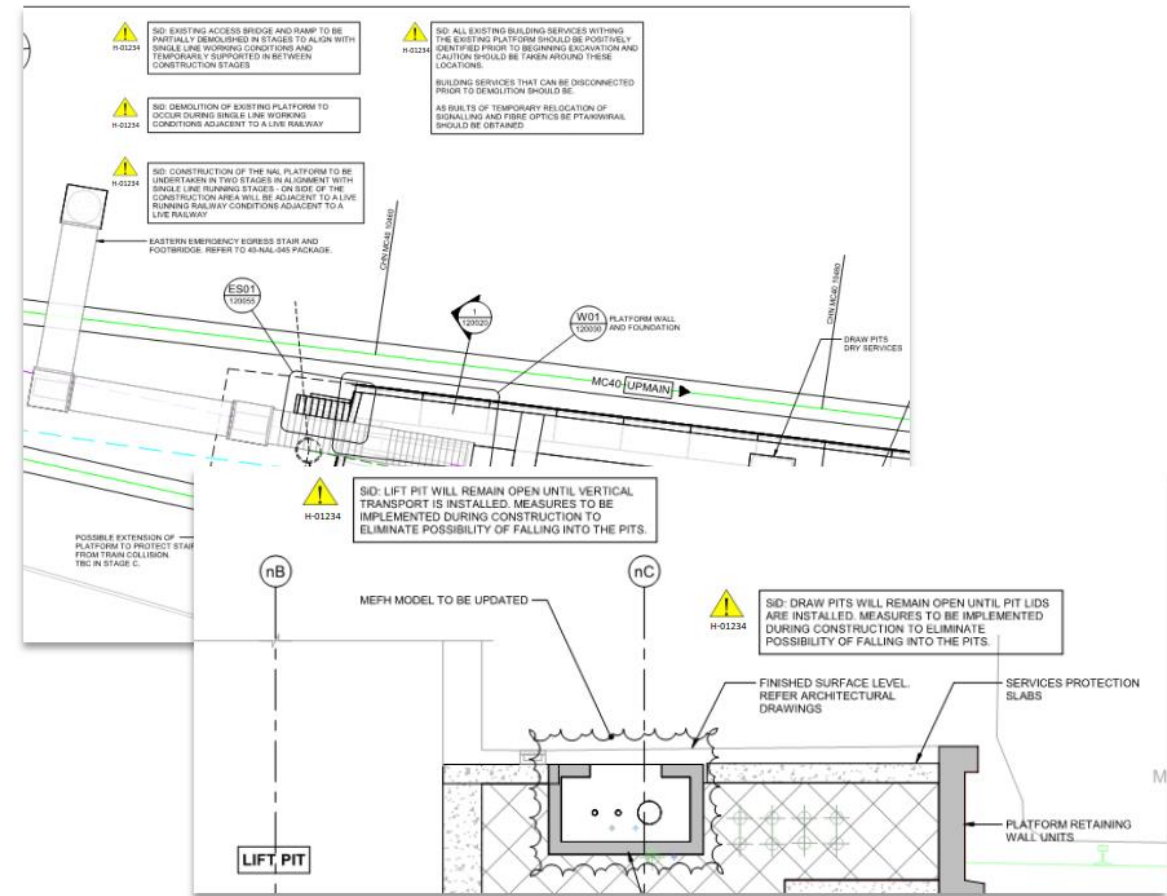 SiD: EXISTING ACCESS BRIDGE AND RAMP TO BE
PARTIALLY DEMOLISHED IN STAGES TO ALIGN WITH
SINGLE LINE WORKING CONDITIONS AND
TEMPORARILY SUPPORTED IN BETWEEN
CONSTRUCTION STAGES
H-01234
SiD: ALL EXISTING BUILDING SERVICES WITHING
THE EXISTING PLATFORM SHOULD BE POSITIVELY
IDENTIFIED PRIOR TO BEGINNING EXCAVATION AND
CAUTION SHOULD BE TAKEN AROUND THESE
LOCATIONS.
BUILDING SERVICES THAT CAN BE DISCONNECTED
PRIOR TO DEMOLITION SHOULD BE.
AS BUILTS OF TEMPORARY RELOCATION OF
SIGNALLING AND FIBRE OPTICS BE PTA/KIWIRAIL
SHOULD BE OBTAINED
H-01234
SiD: DEMOLITION OF EXISTING PLATFORM TO
OCCUR DURING SINGLE LINE WORKING
CONDITIONS ADJACENT TO A LIVE RAILWAY
H-01234
SiD: CONSTRUCTION OF THE NAL PLATFORM TO BE
UNDERTAKEN IN TWO STAGES IN ALIGNMENT WITH
SINGLE LINE RUNNING STAGES - ON SIDE OF THE
CONSTRUCTION AREA WILL BE ADJACENT TO A LIVE
RUNNING RAILWAY CONDITIONS ADJACENT TO A
LIVE RAILWAY
H-01234
EASTERN EMERGENCY EGRESS STAIR AND
FOOTBRIDGE. REFER TO 40-NAL-045 PACKAGE.
CHN MC40 10460
CHN MC40 10480
ES01
120055
1
120020
W01
120030
PLATFORM WALL
AND FOUNDATION
DRAW PITS
DRY SERVICES
MC40 UPMAIN
POSSIBLE EXTENSION OF
PLATFORM TO PROTECT STAIR
FROM TRAIN COLLISION.
TBC IN STAGE C.
SiD: LIFT PIT WILL REMAIN OPEN UNTIL VERTICAL
TRANSPORT IS INSTALLED. MEASURES TO BE
IMPLEMENTED DURING CONSTRUCTION TO
ELIMINATE POSSIBILITY OF FALLING INTO THE PITS.
H-01234
nB
nC
MEFH MODEL TO BE UPDATED
SiD: DRAW PITS WILL REMAIN OPEN UNTIL PIT LIDS
ARE INSTALLED. MEASURES TO BE IMPLEMENTED
DURING CONSTRUCTION TO ELIMINATE
POSSIBILITY OF FALLING INTO THE PITS.
H-01234
FINISHED SURFACE LEVEL.
REFER ARCHITECTURAL
DRAWINGS
SERVICES PROTECTION
SLABS
M
PLATFORM RETAINING
WALL UNITS
LIFT PIT